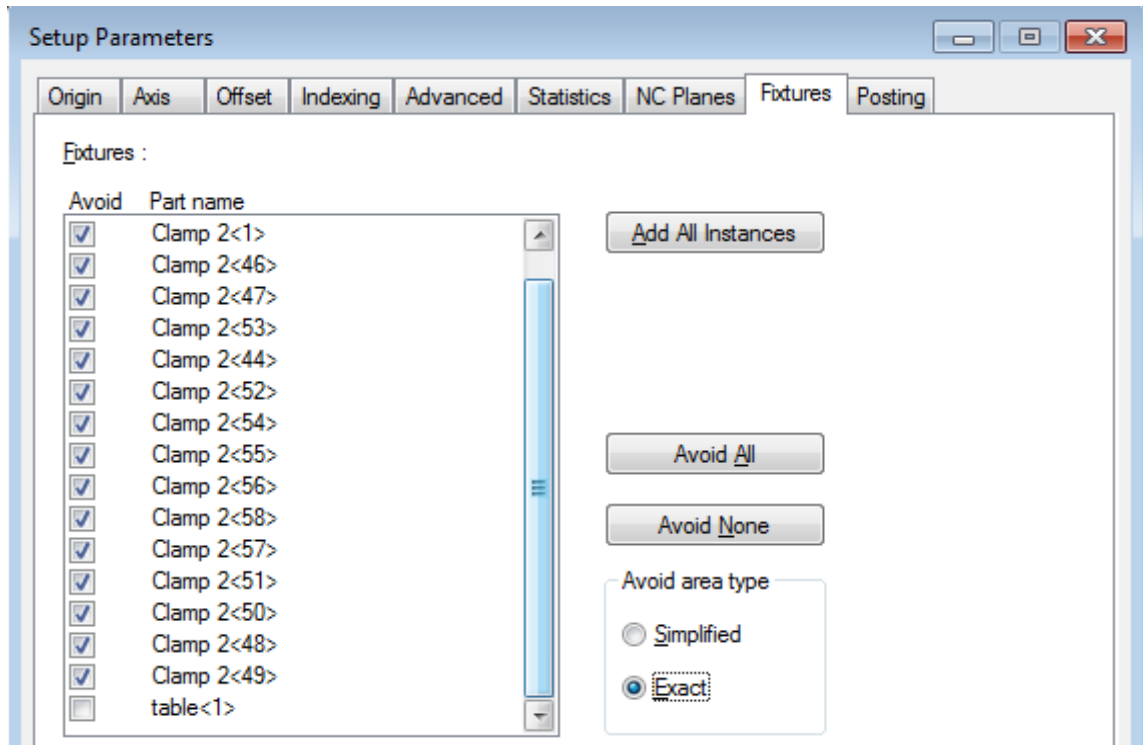 Setup Parameters
Origin Axis Offset Indexing Advanced Statistics NC Planes Fixtures Posting
Fixtures :
Avoid Part name
Clamp 2<1>
Add All Instances
Clamp 2<46>
Clamp 2<47>
Clamp 2<53>
Clamp 2<44>
Clamp 2<52>
Clamp 2<54>
Clamp 2<55>
Avoid All
Clamp 2<56>
Clamp 2<58>
Avoid None
Clamp 2<57>
Clamp 2<51>
Avoid area type
Clamp 2<50>
Simplified
Clamp 2<48>
Clamp 2<49>
Exact
table<1>